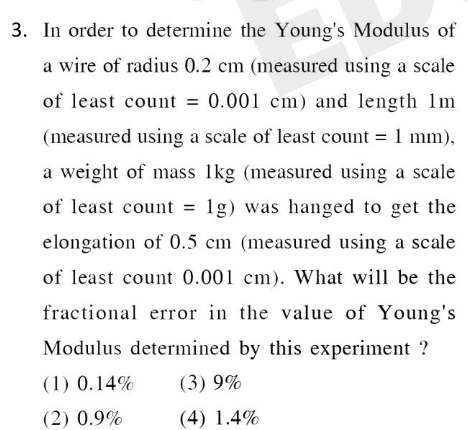 3. In order to determine the Young's Modulus of
a wire of radius 0.2 cm (measured using a scale
of least count = 0.001 cm) and length 1m
(measured using a scale of least count = 1 mm),
a weight of mass 1kg (measured using a scale
of least count = 1g) was hanged to get the
elongation of 0.5 cm (measured using a scale
of least count 0.001 cm). What will be the
fractional error in the value of Young's
Modulus determined by this experiment ?
(1) 0.14% (3) 9%
(2) 0.9% (4) 1.4%